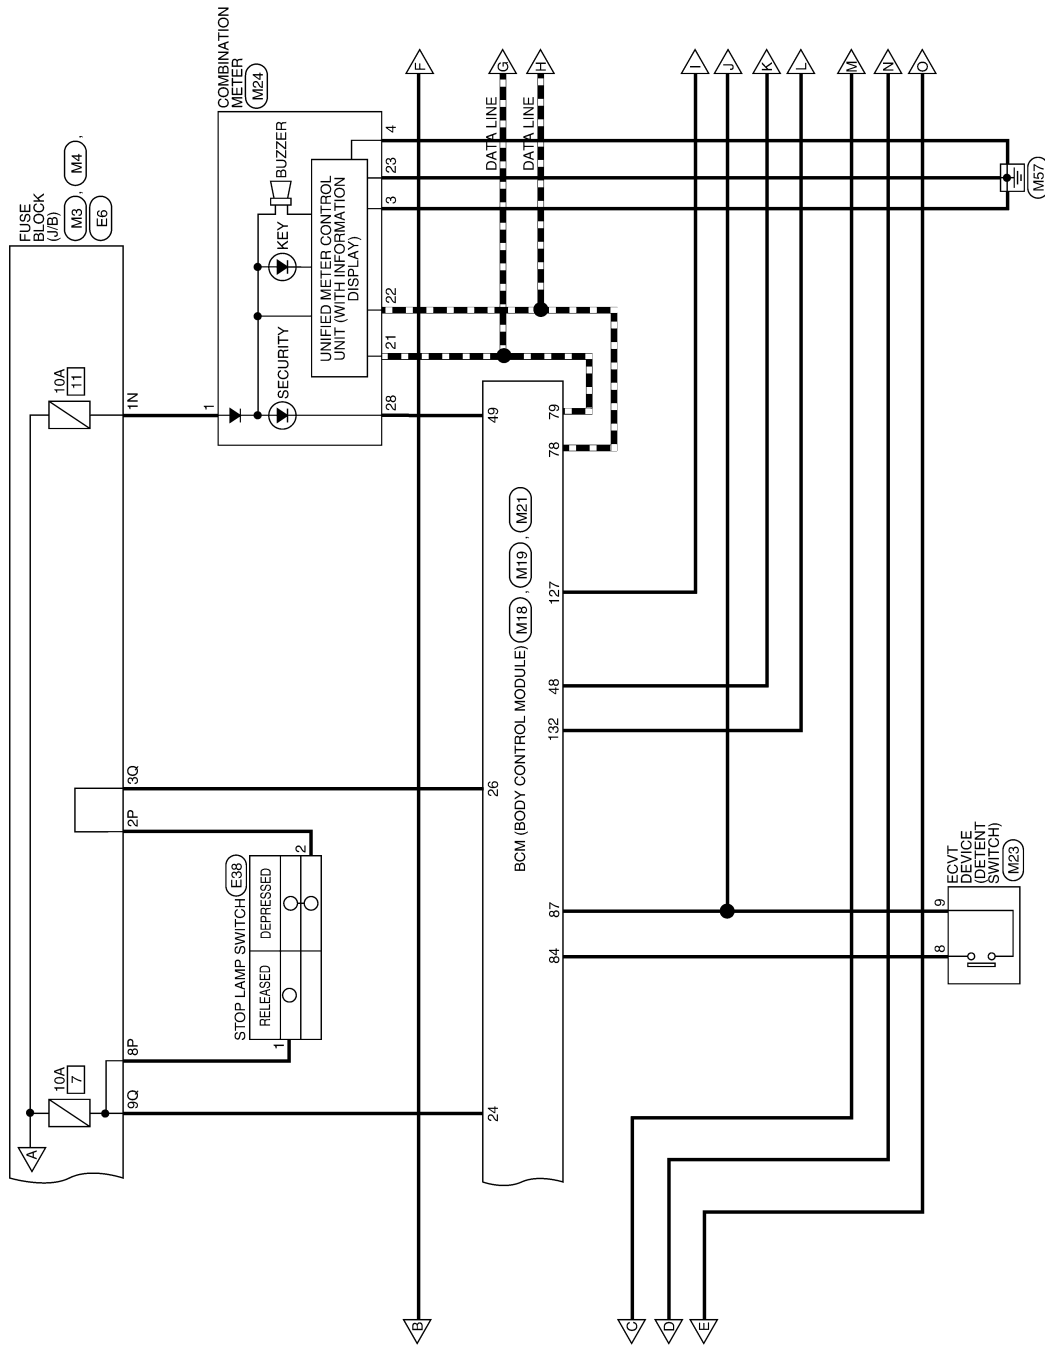 FUSE
BLOCK
(J/B)
M3 , M4 ,
E6
A
10A
7
10A
11
9Q
8P
2P
3Q
1N
STOP LAMP SWITCH E38
RELEASED
DEPRESSED
1
2
COMBINATION
METER
M24
1
SECURITY
KEY
BUZZER
UNIFIED METER CONTROL
UNIT (WITH INFORMATION
DISPLAY)
28
21
22
3
23
4
B
F
DATA LINE
G
DATA LINE
H
24
26
49
BCM (BODY CONTROL MODULE) M18 , M19 , M21
84
87
132
48
127
78
79
C
D
E
I
J
K
L
M
N
O
8
9
ECVT
DEVICE
(DETENT
SWITCH)
M23
M57